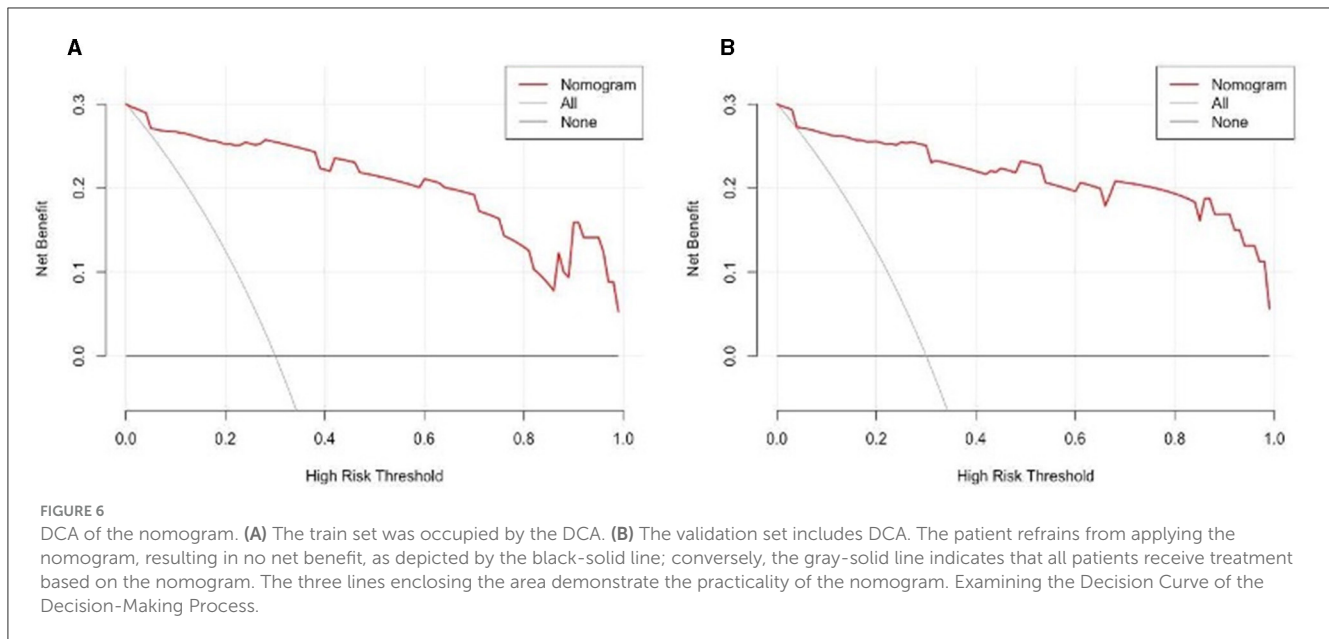 A
Nomogram
All
None
0.3
0.2
0.1
0.0
Net Benefit
0.0 0.2 0.4 0.6 0.8 1.0
High Risk Threshold
B
Nomogram
All
None
0.3
0.2
0.1
0.0
Net Benefit
0.0 0.2 0.4 0.6 0.8 1.0
High Risk Threshold
FIGURE 6
DCA of the nomogram. (A) The train set was occupied by the DCA. (B) The validation set includes DCA. The patient refrains from applying the
nomogram, resulting in no net benefit, as depicted by the black-solid line; conversely, the gray-solid line indicates that all patients receive treatment
based on the nomogram. The three lines enclosing the area demonstrate the practicality of the nomogram. Examining the Decision Curve of the
Decision-Making Process.